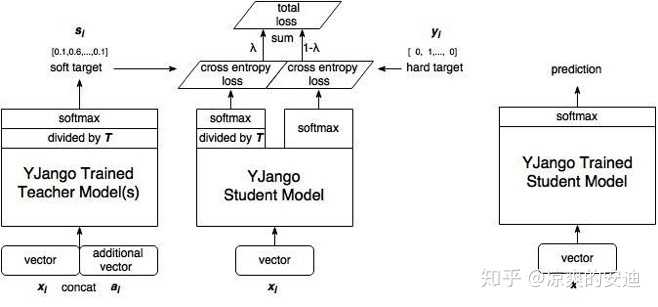 total
loss
s_i
[0.1,0.6,...,0.1]
soft target
λ
sum
1-λ
y_i
[ 0, 1,..., 0]
hard target
cross entropy
loss
cross entropy
loss
prediction
softmax
divided by T
YJango Trained
Teacher Model(s)
softmax
divided by T
softmax
YJango
Student Model
softmax
YJango Trained
Student Model
vector
additional
vector
x_i concat a_i
vector
x_i
vector
x
知乎 @凉爽的安迪